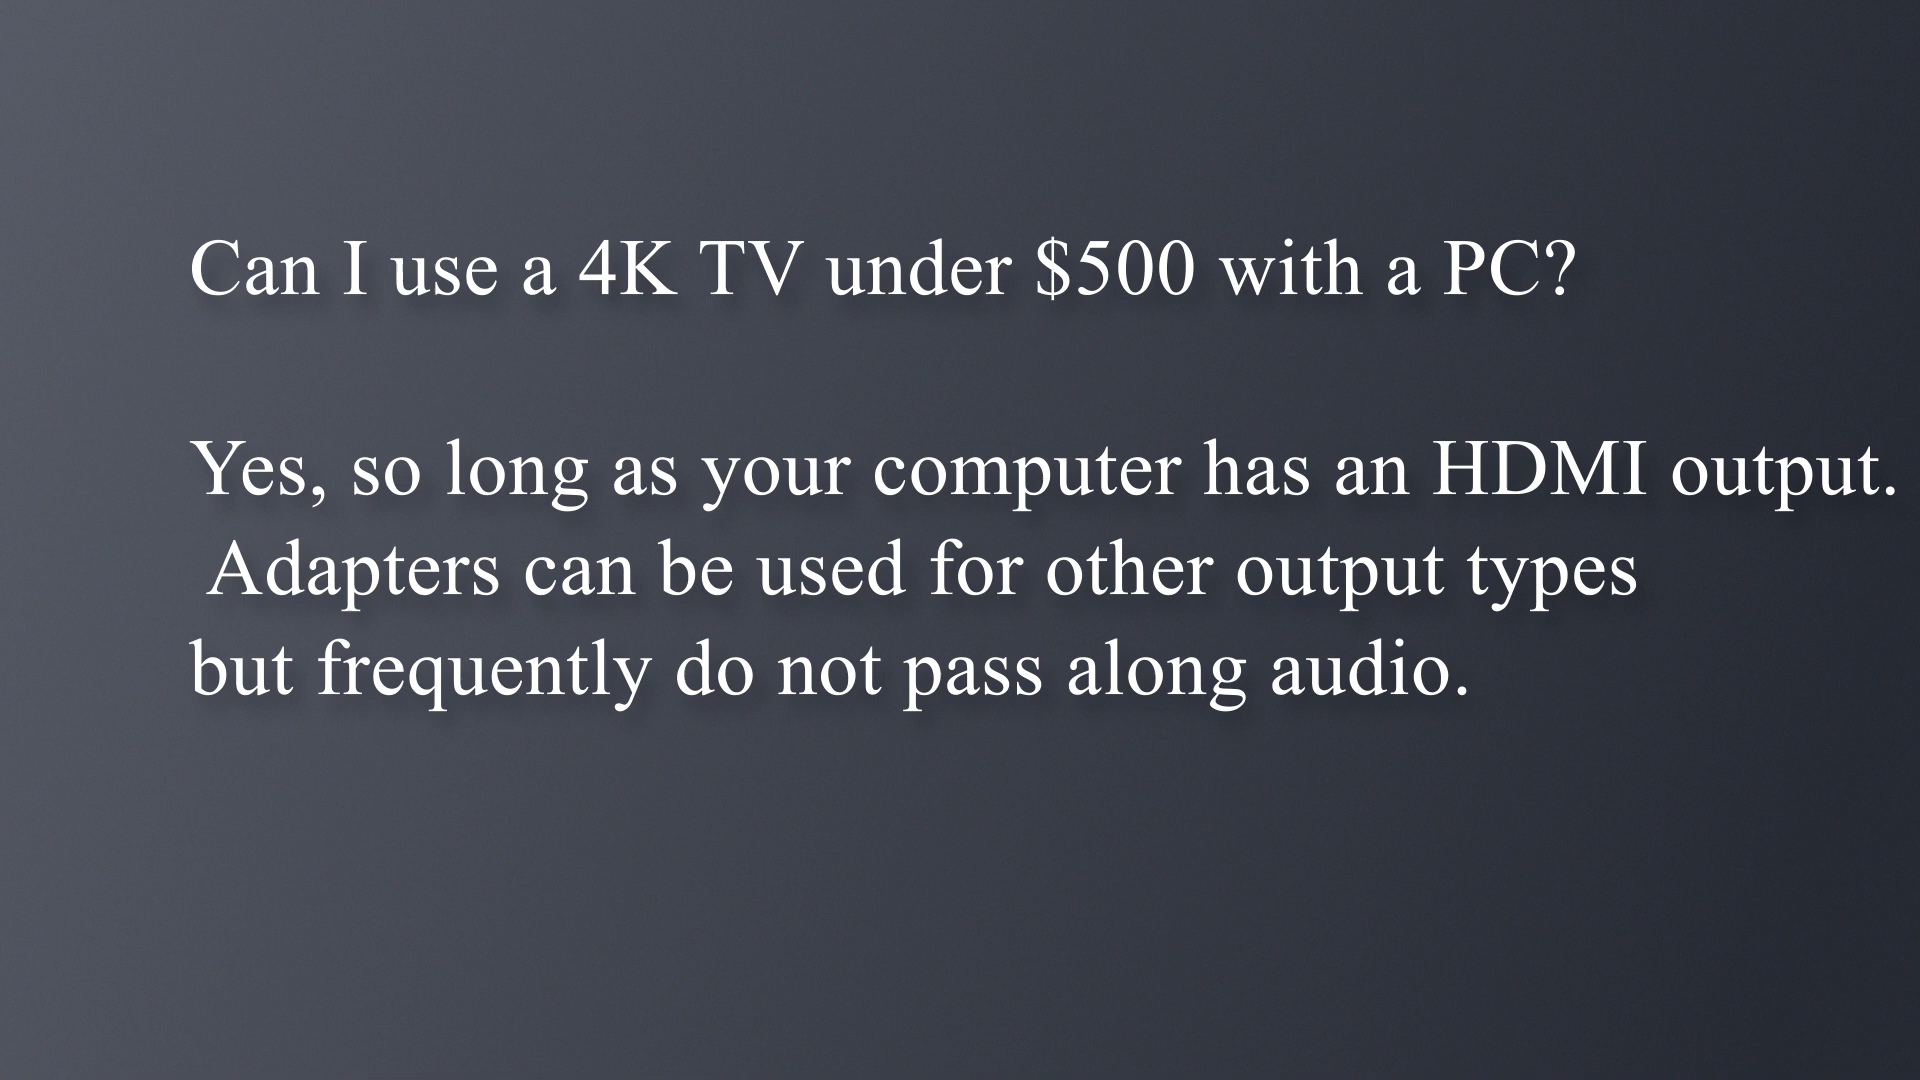 Can I use a 4K TV under $500 with a PC?
Yes, so long as your computer has an HDMI output.
Adapters can be used for other output types
but frequently do not pass along audio.